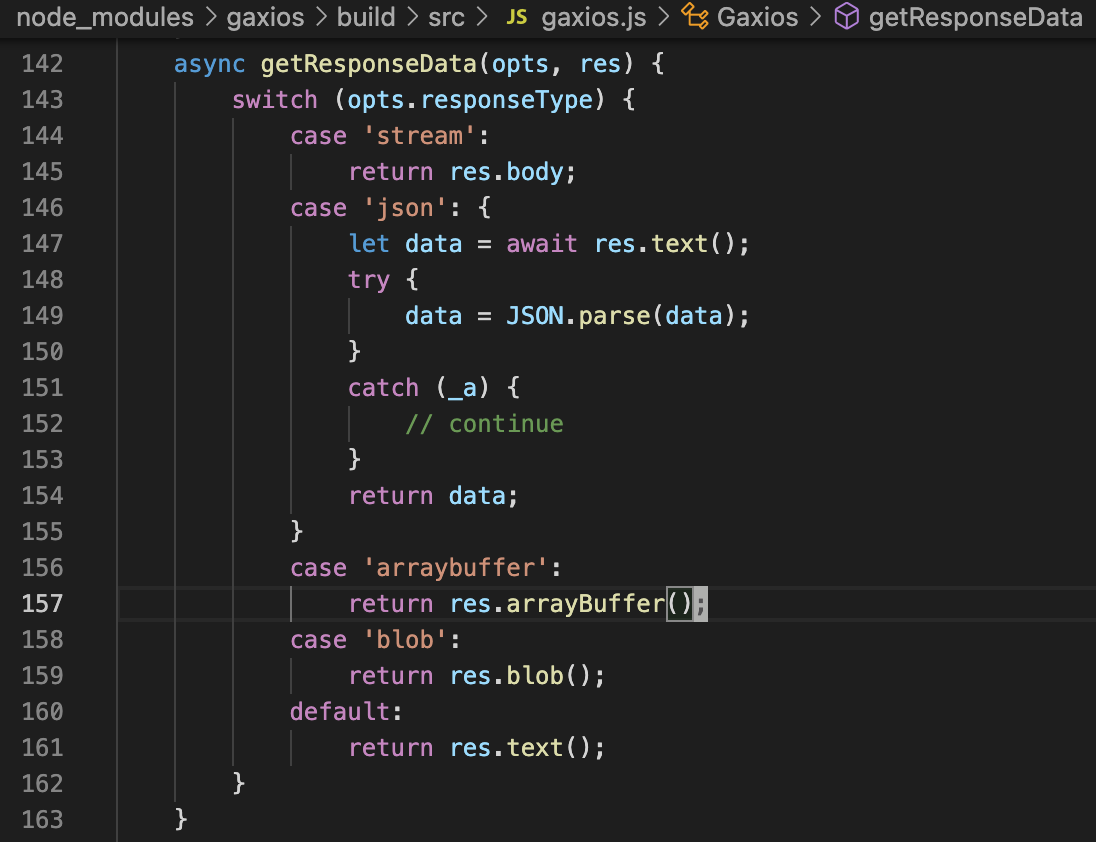 node_modules > gaxios > build > src > JS gaxios.js > Gaxios > getResponseData
142 async getResponseData(opts, res) {
143 switch (opts.responseType) {
144 case 'stream':
145 return res.body;
146 case 'json': {
147 let data = await res.text();
148 try {
149 data = JSON.parse(data);
150 }
151 catch (_a) {
152 // continue
153 }
154 return data;
155 }
156 case 'arraybuffer':
157 return res.arrayBuffer();
158 case 'blob':
159 return res.blob();
160 default:
161 return res.text();
162 }
163 }